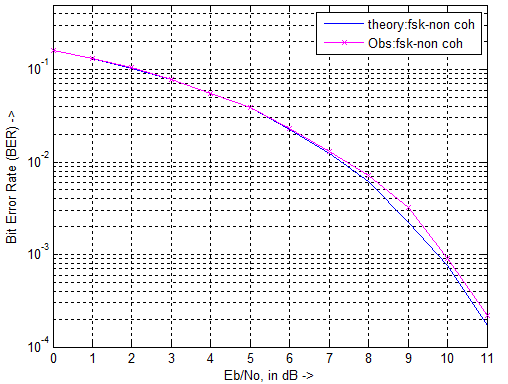 theory:fsk-non coh
Obs:fsk-non coh
Bit Error Rate (BER) ->
10^-1
10^-2
10^-3
10^-4
0 1 2 3 4 5 6 7 8 9 10 11
Eb/No, in dB ->